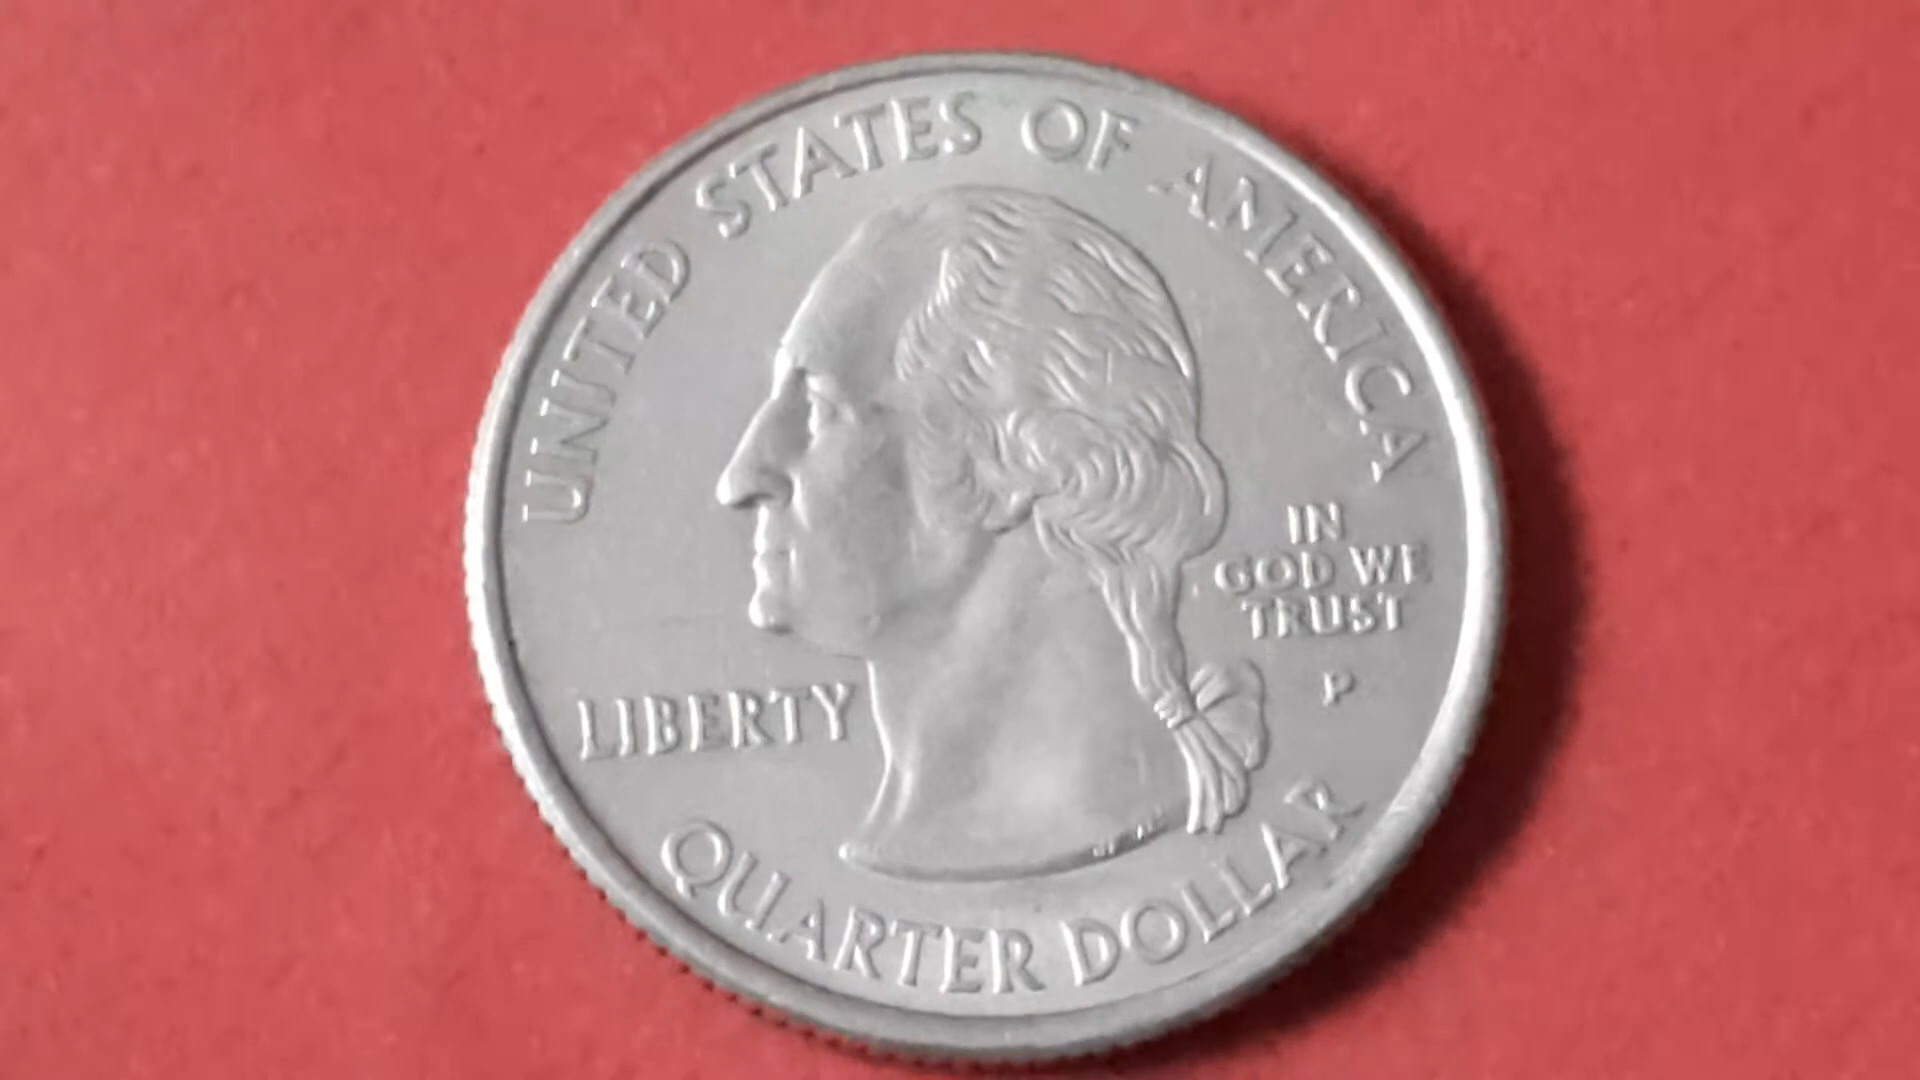 UNITED STATES OF AMERICA
IN
GOD WE
TRUST
P
LIBERTY
QUARTER DOLLAR